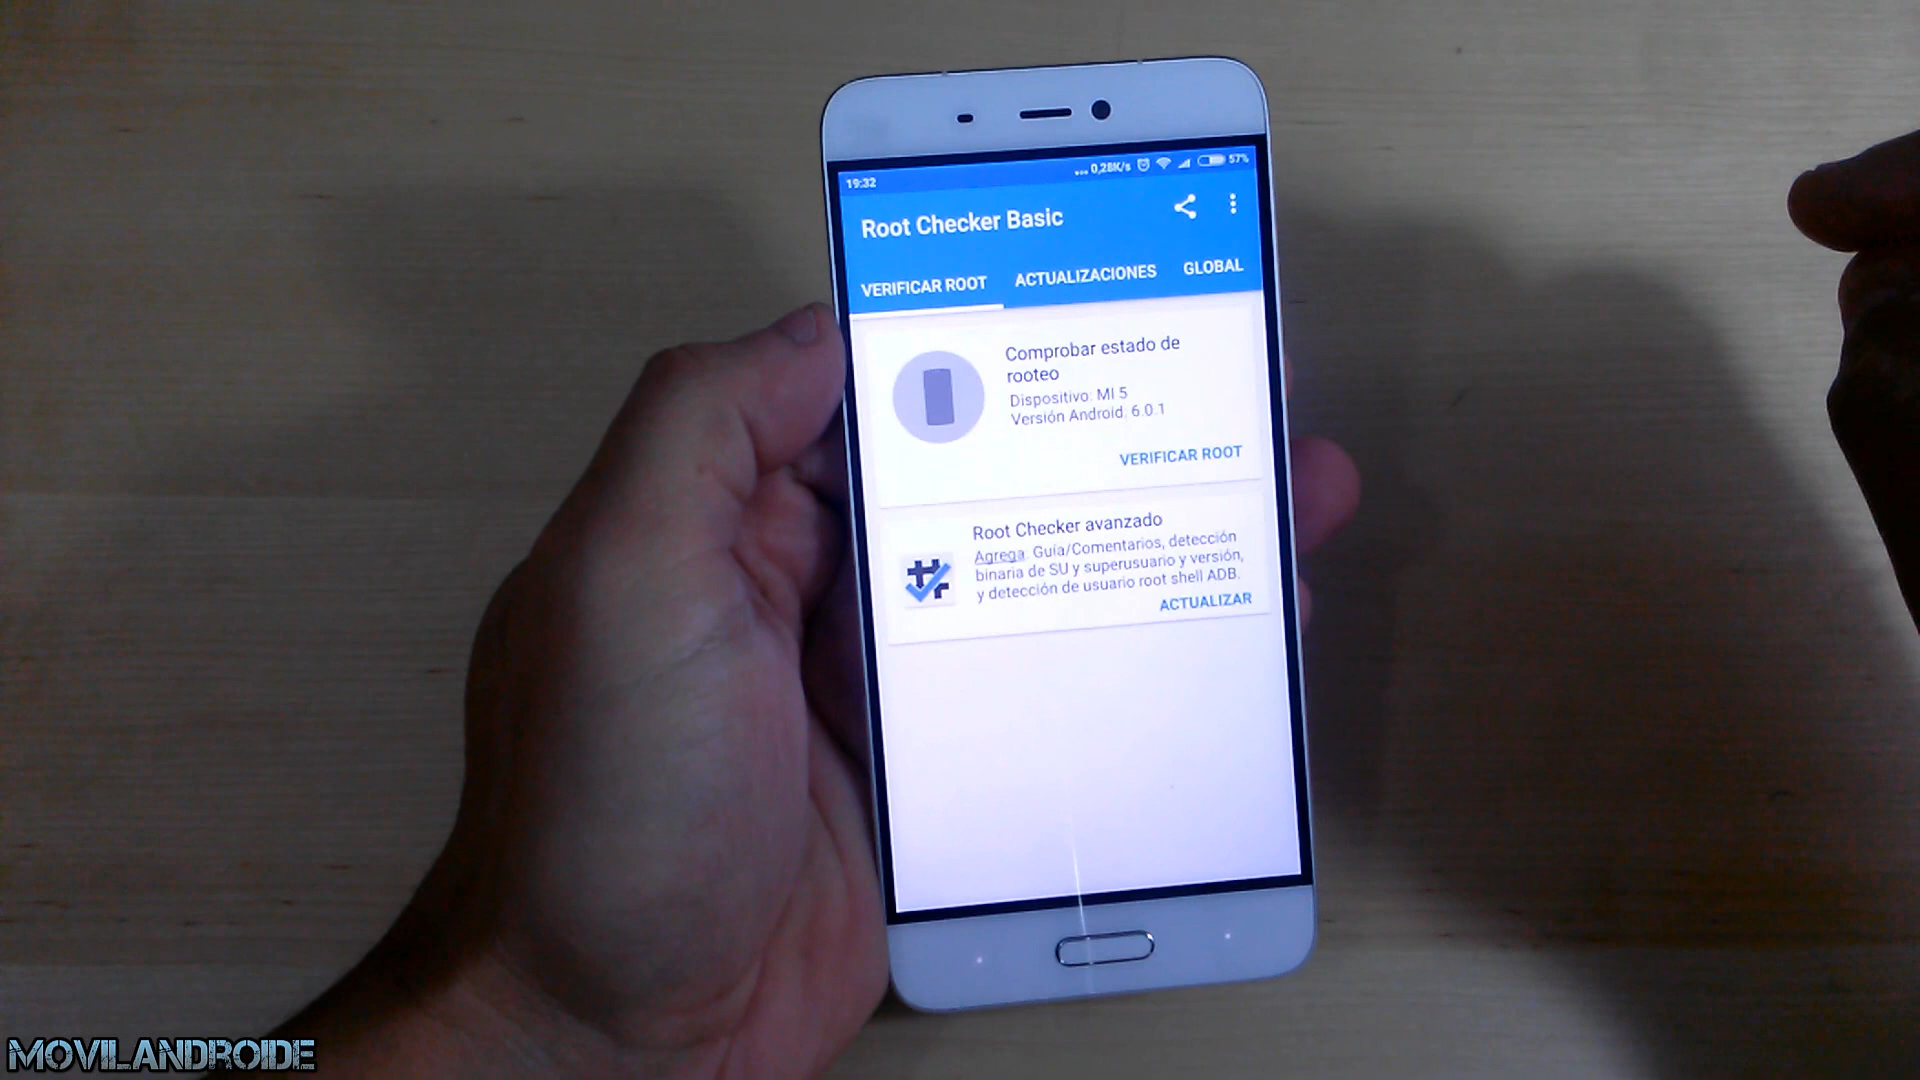 19:32 ... 0,28K/s 57%
Root Checker Basic
VERIFICAR ROOT ACTUALIZACIONES GLOBAL
Comprobar estado de
rooteo
Dispositivo: MI 5
Versión Android: 6.0.1
VERIFICAR ROOT
Root Checker avanzado
Agrega: Guía/Comentarios, detección
binaria de SU y superusuario y versión,
y detección de usuario root shell ADB.
ACTUALIZAR
MOVILANDROIDE